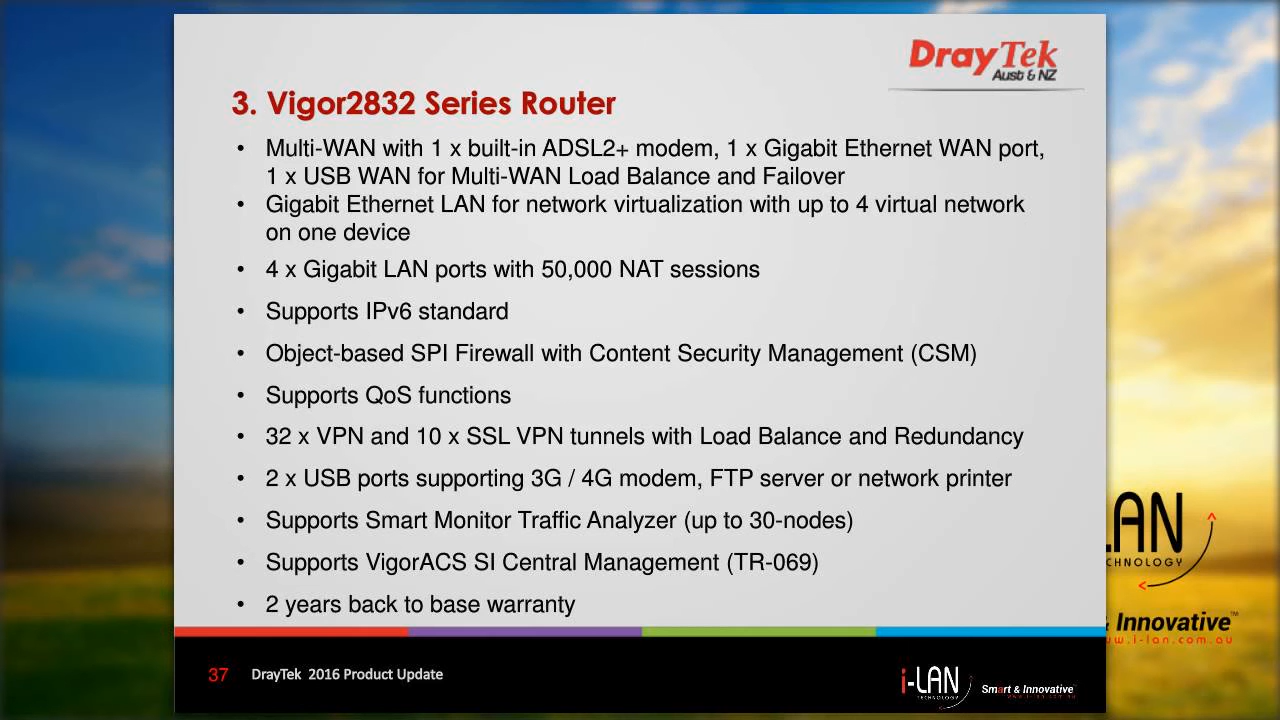 DrayTek
Aust & NZ
3. Vigor2832 Series Router
• Multi-WAN with 1 x built-in ADSL2+ modem, 1 x Gigabit Ethernet WAN port,
1 x USB WAN for Multi-WAN Load Balance and Failover
• Gigabit Ethernet LAN for network virtualization with up to 4 virtual network
on one device
• 4 x Gigabit LAN ports with 50,000 NAT sessions
• Supports IPv6 standard
• Object-based SPI Firewall with Content Security Management (CSM)
• Supports QoS functions
• 32 x VPN and 10 x SSL VPN tunnels with Load Balance and Redundancy
• 2 x USB ports supporting 3G / 4G modem, FTP server or network printer
• Supports Smart Monitor Traffic Analyzer (up to 30-nodes)
• Supports VigorACS SI Central Management (TR-069)
• 2 years back to base warranty
37 DrayTek 2016 Product Update
i-LAN
TECHNOLOGY
Smart & Innovative
LAN
CHNOLOGY
& Innovative™
w.i-lan.com.au